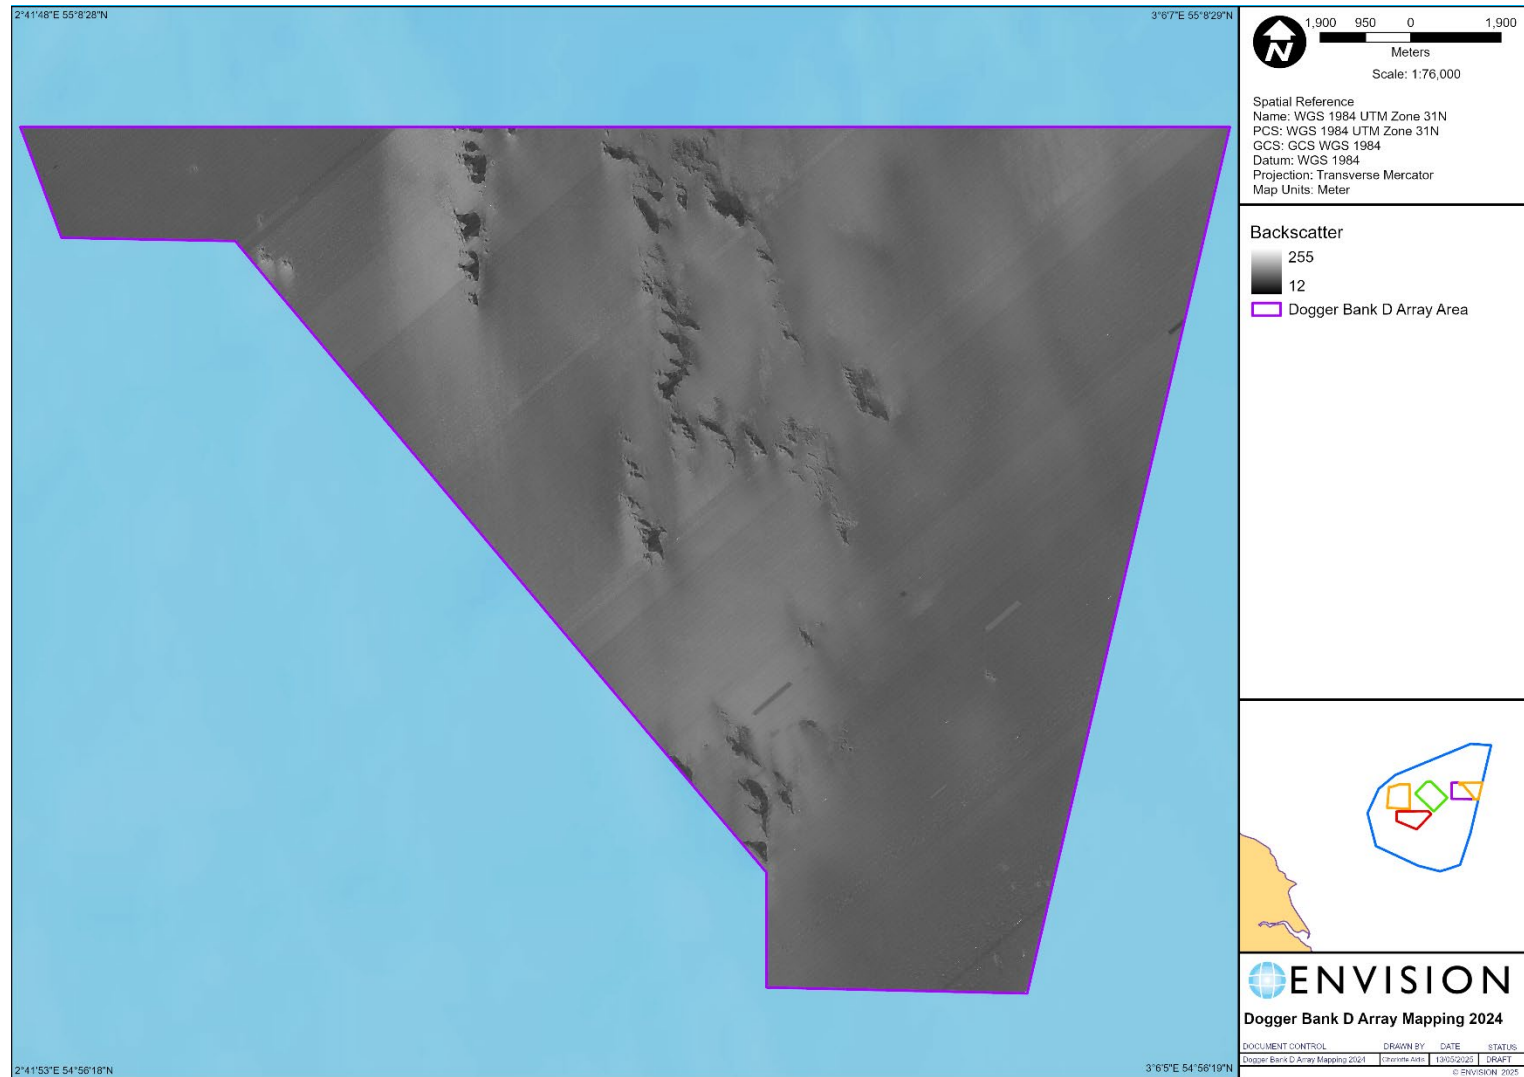 2°41'48"E 55°8'28"N
3°6'7"E 55°8'29"N
2°41'53"E 54°56'18"N
3°6'5"E 54°56'19"N
N
1,900 950 0 1,900
Meters
Scale: 1:76,000
Spatial Reference
Name: WGS 1984 UTM Zone 31N
PCS: WGS 1984 UTM Zone 31N
GCS: GCS WGS 1984
Datum: WGS 1984
Projection: Transverse Mercator
Map Units: Meter
Backscatter
255
12
Dogger Bank D Array Area
ENVISION
Dogger Bank D Array Mapping 2024
DOCUMENT CONTROL DRAWN BY DATE STATUS
Dogger Bank D Array Mapping 2024 Charlotte Aidis 13/05/2025 DRAFT
© ENVISION 2025